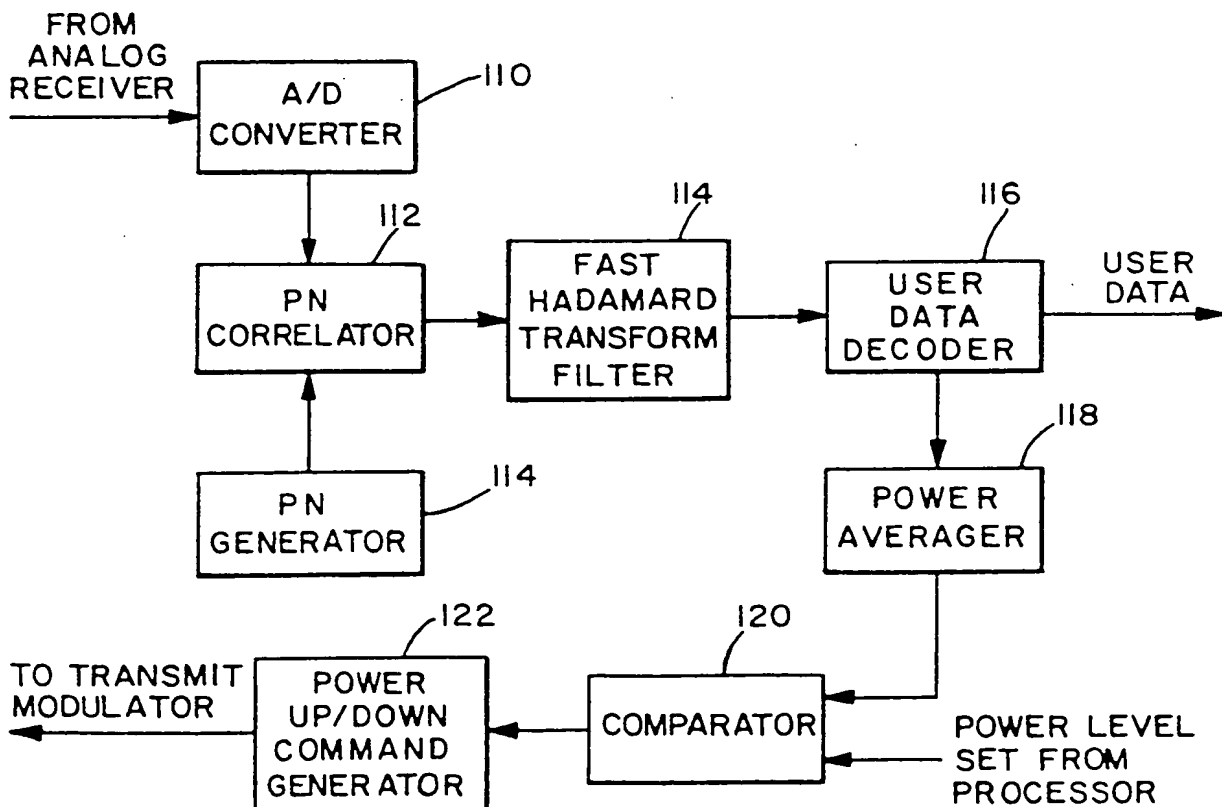 FROM
ANALOG
RECEIVER
A/D
CONVERTER
110
PN
CORRELATOR
112
FAST
HADAMARD
TRANSFORM
FILTER
114
USER
DATA
DECODER
116
USER
DATA
PN
GENERATOR
114
POWER
AVERAGER
118
TO TRANSMIT
MODULATOR
POWER
UP/DOWN
COMMAND
GENERATOR
122
COMPARATOR
120
POWER LEVEL
SET FROM
PROCESSOR